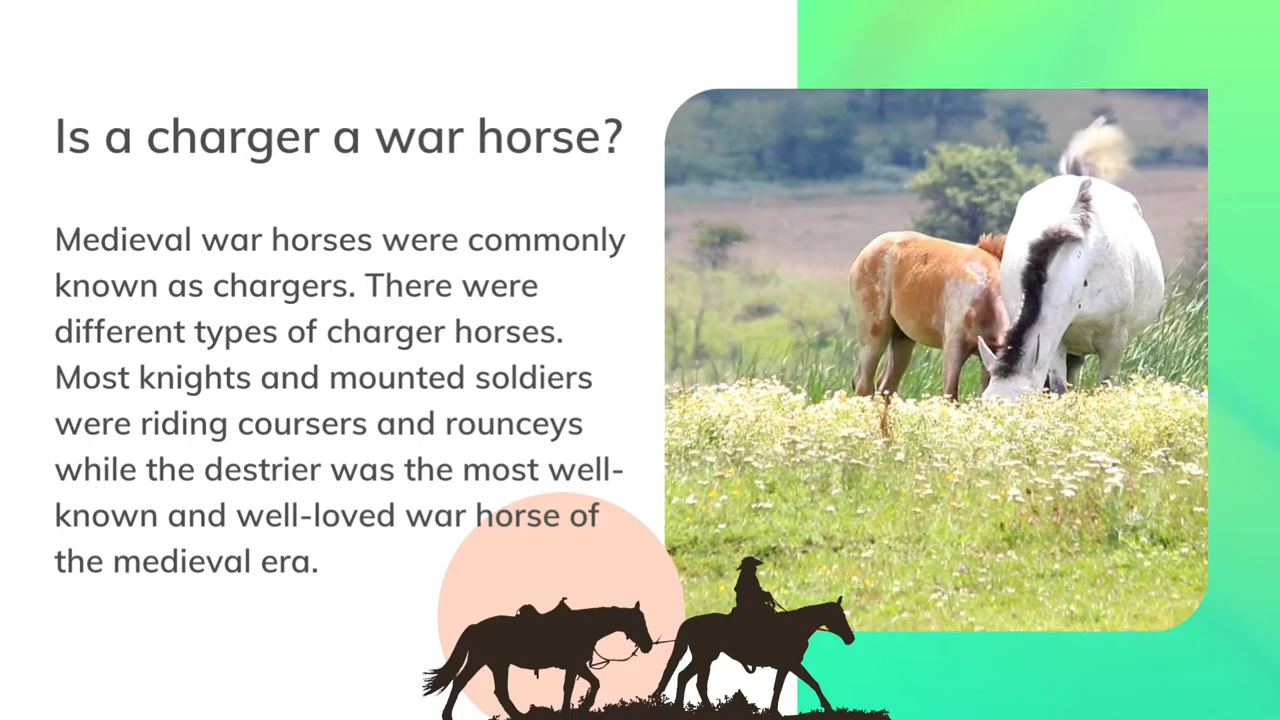 Is a charger a war horse?
Medieval war horses were commonly
known as chargers. There were
different types of charger horses.
Most knights and mounted soldiers
were riding coursers and rounceys
while the destrier was the most well-
known and well-loved war horse of
the medieval era.